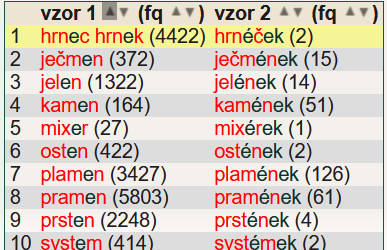 vzor 1 ▲▼ (fq ▲▼) vzor 2 ▲▼ (fq ▲▼)
1 hrnec hrnek (4422) hrnéček (2)
2 ječmen (372) ječmének (15)
3 jelen (1322) jelének (14)
4 kamen (164) kamének (51)
5 mixer (27) mixérek (1)
6 osten (422) ostének (2)
7 plamen (3427) plamének (126)
8 pramen (5803) pramének (61)
9 prsten (2248) prstének (4)
10 system (414) systémek (2)